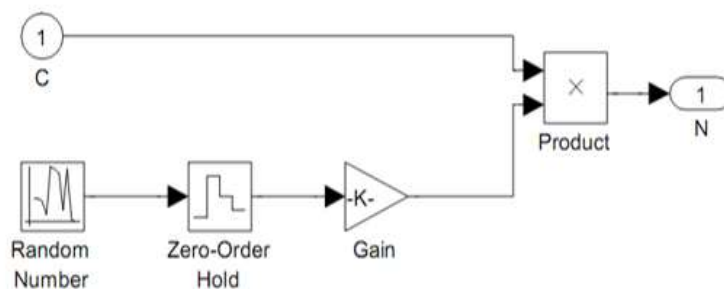 1
C
×
Product
1
N
-K-
Random
Number
Zero-Order
Hold
Gain